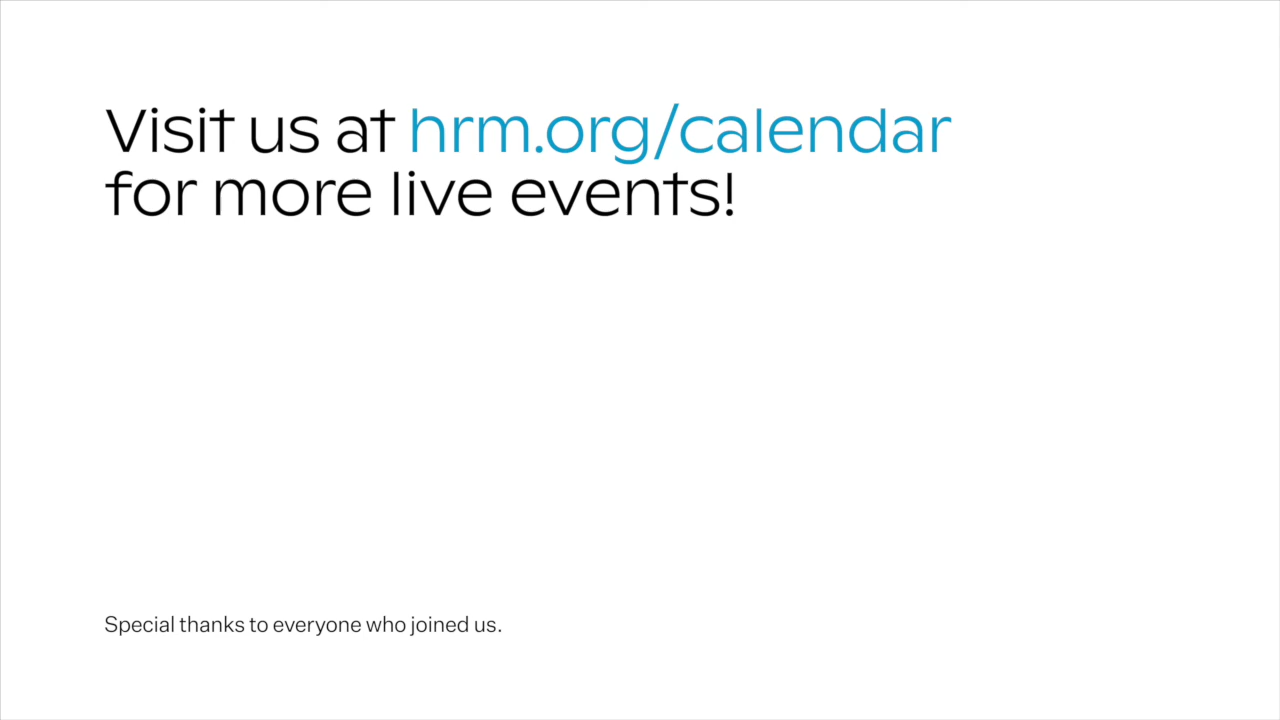 Visit us at hrm.org/calendar
for more live events!
Special thanks to everyone who joined us.